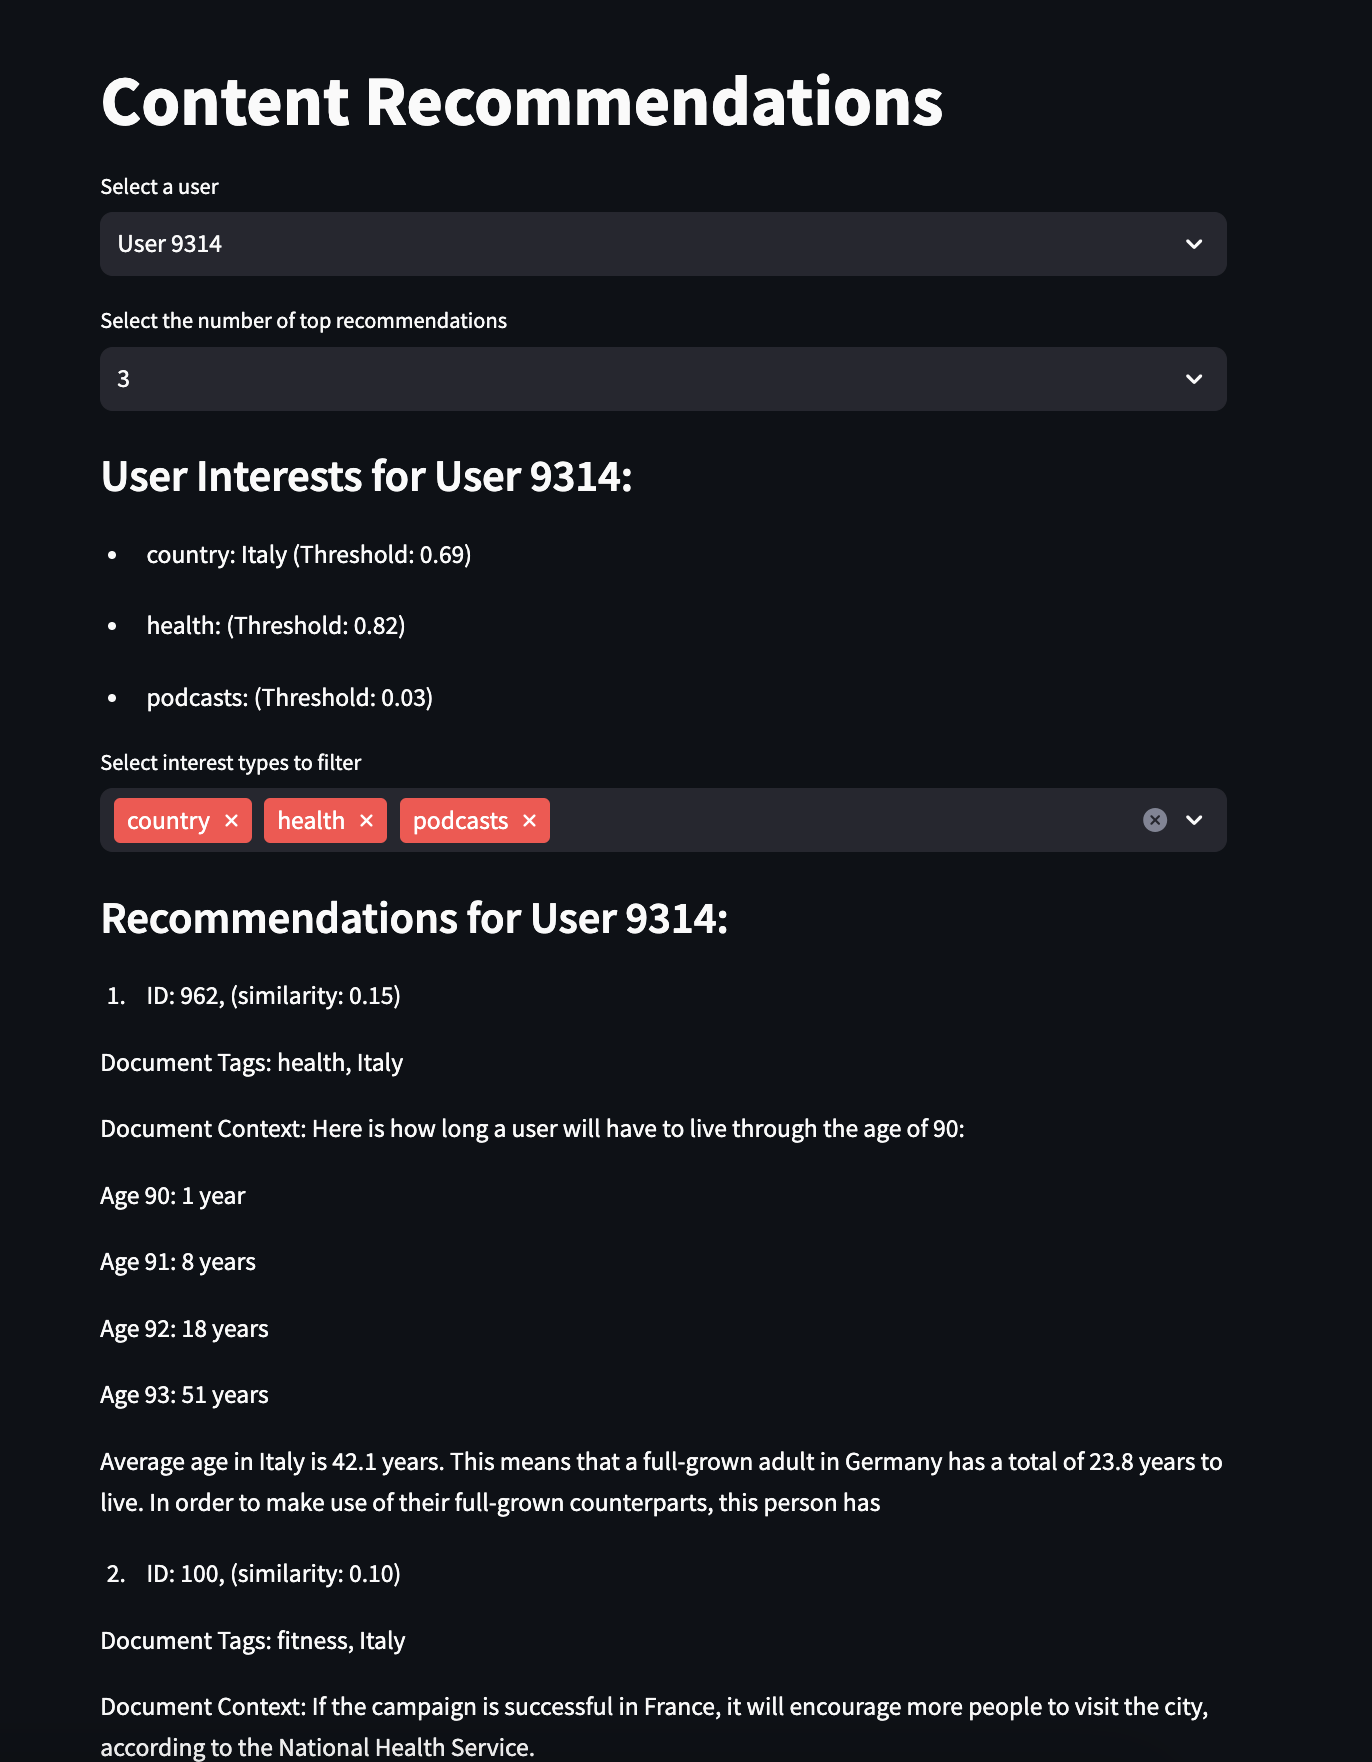 Content Recommendations
Select a user
User 9314
Select the number of top recommendations
3
User Interests for User 9314:
• country: Italy (Threshold: 0.69)
• health: (Threshold: 0.82)
• podcasts: (Threshold: 0.03)
Select interest types to filter
country × health × podcasts ×
Recommendations for User 9314:
1. ID: 962, (similarity: 0.15)
Document Tags: health, Italy
Document Context: Here is how long a user will have to live through the age of 90:
Age 90: 1 year
Age 91: 8 years
Age 92: 18 years
Age 93: 51 years
Average age in Italy is 42.1 years. This means that a full-grown adult in Germany has a total of 23.8 years to
live. In order to make use of their full-grown counterparts, this person has
2. ID: 100, (similarity: 0.10)
Document Tags: fitness, Italy
Document Context: If the campaign is successful in France, it will encourage more people to visit the city,
according to the National Health Service.